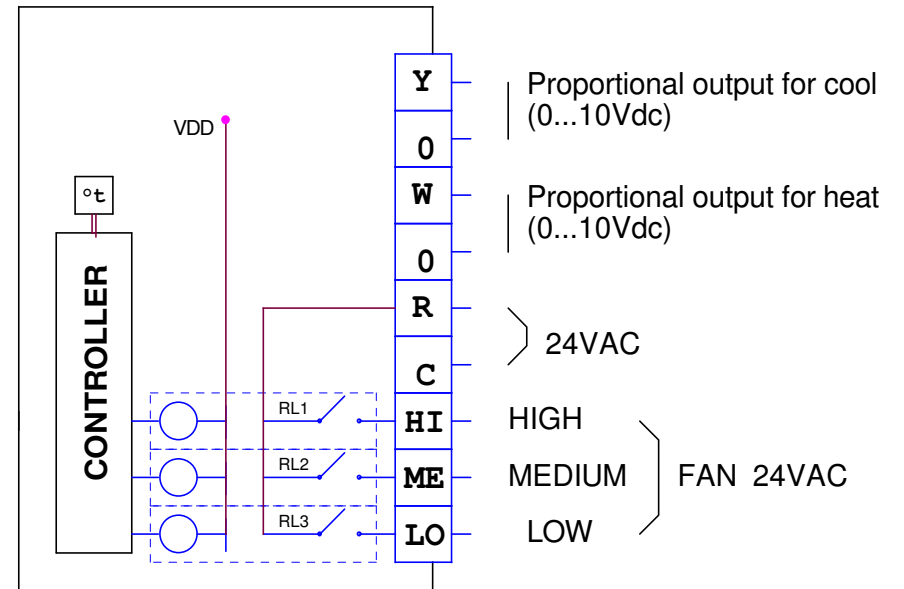 Y
Proportional output for cool
(0...10Vdc)
0
VDD
°t
W
Proportional output for heat
(0...10Vdc)
0
R
24VAC
C
CONTROLLER
RL1
HI
HIGH
RL2
ME
MEDIUM
FAN 24VAC
RL3
LO
LOW